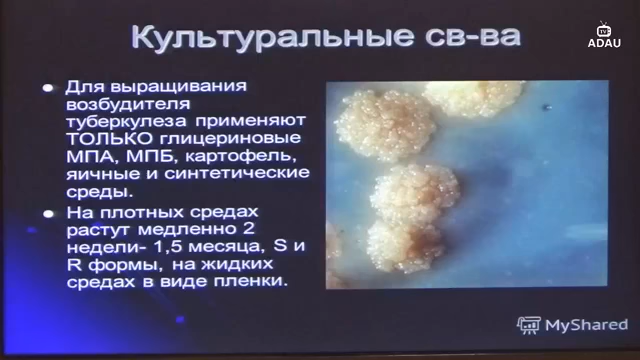 Культуральные св-ва
TV
ADAU
Для выращивания
возбудителя
туберкулеза применяют
ТОЛЬКО глицериновые
МПА, МПБ, картофель,
яичные и синтетические
среды.
На плотных средах
растут медленно 2
недели- 1,5 месяца, S и
R формы, на жидких
средах в виде пленки.
MyShared